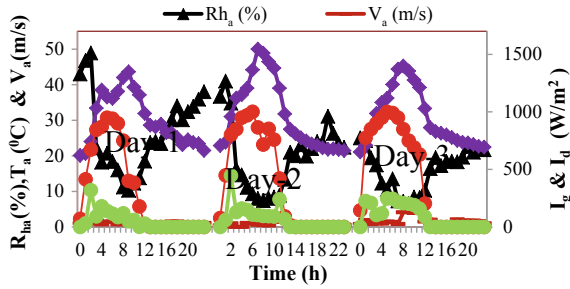 Rhₐ (%) Vₐ (m/s)
50
40
30
20
10
0
1500
1000
500
0
Day-1
Day-2
Day-3
0 4 8 12 16 20 2 6 10 14 18 22 0 4 8 12 16 20
Time (h)
R_ha(%),Tₐ (⁰C) & Vₐ(m/s)
I_g & I_d (W/m²)